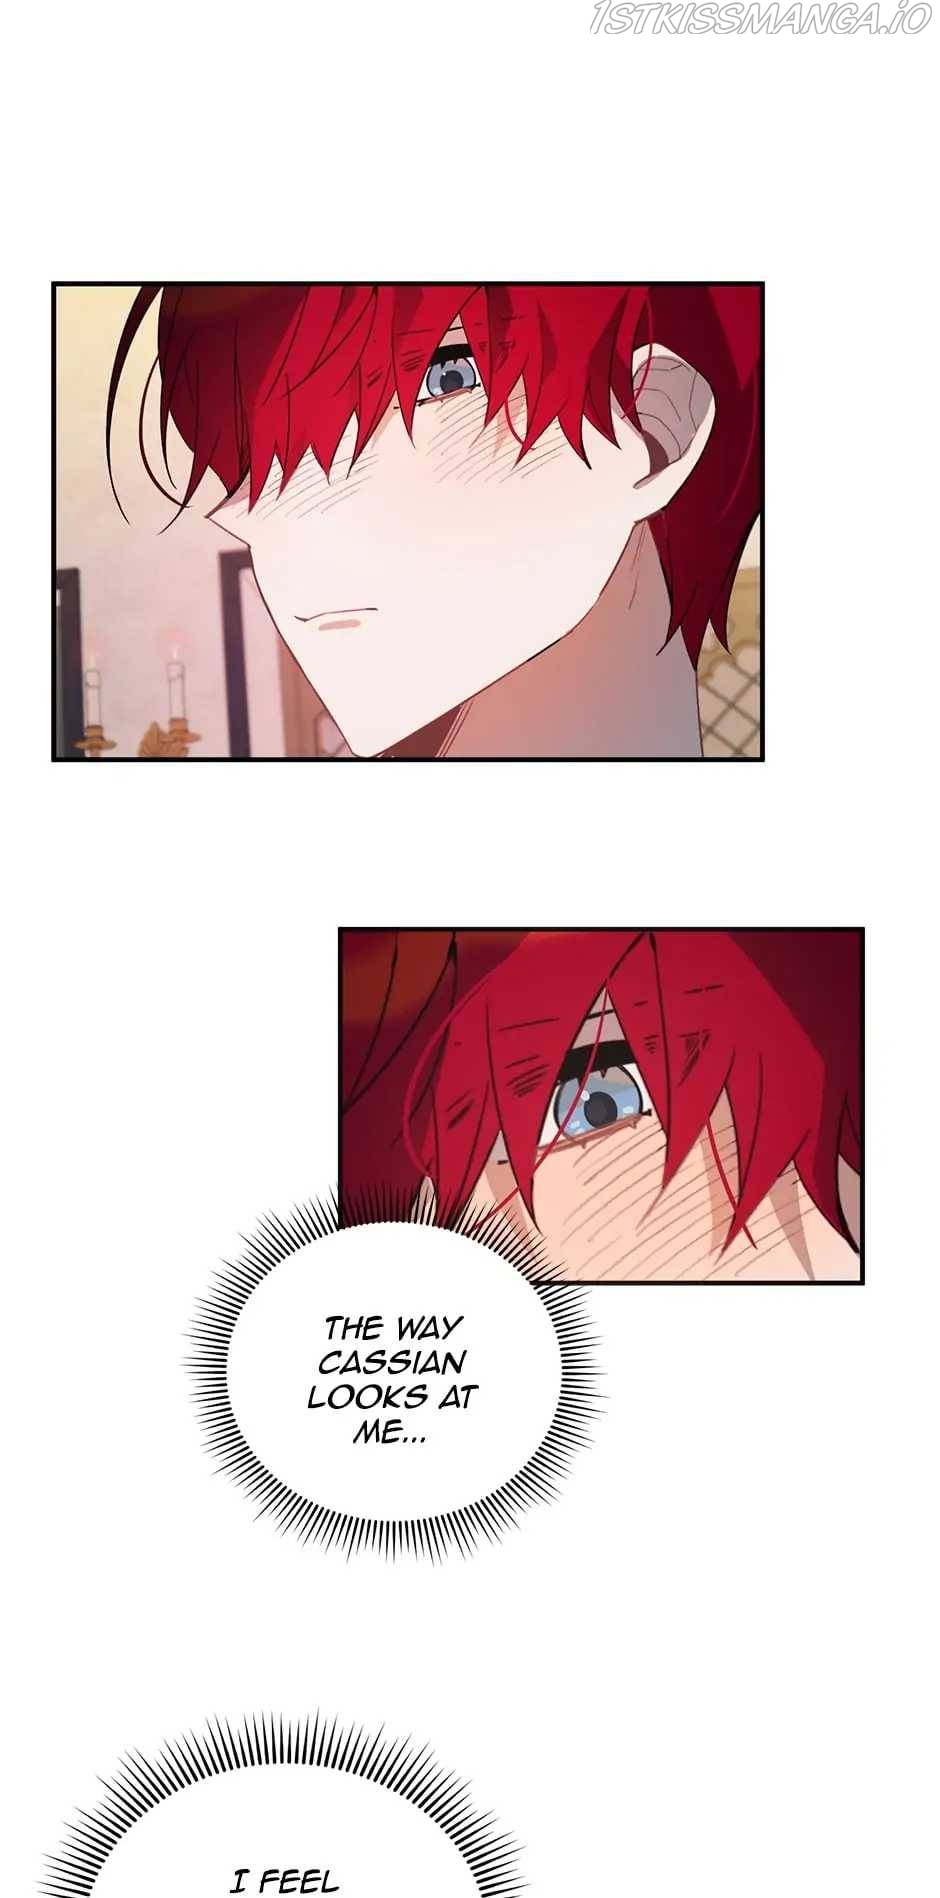 1STKISSMANGA.IO
THE WAY
CASSIAN
LOOKS AT
ME...
I FEEL